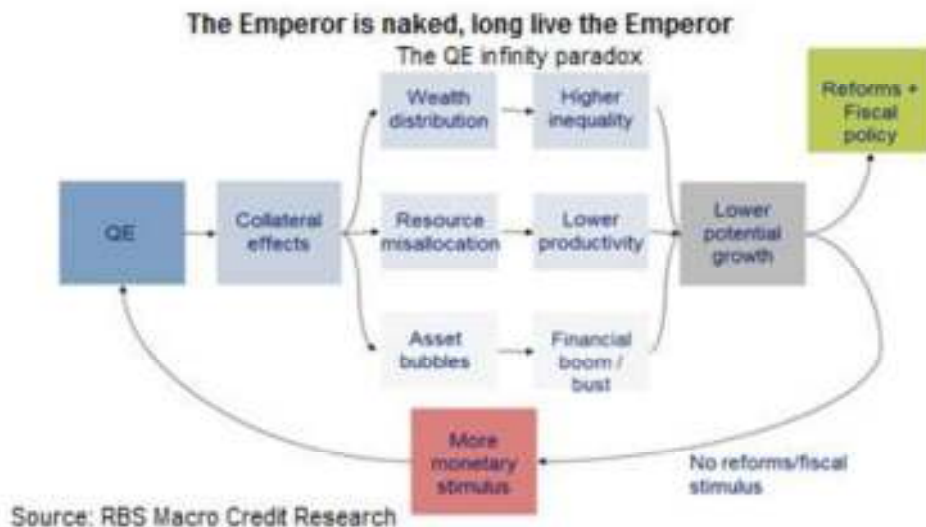 The Emperor is naked, long live the Emperor
The QE infinity paradox
Wealth
distribution
Higher
inequality
Reforms +
Fiscal
policy
QE
Collateral
effects
Resource
misallocation
Lower
productivity
Lower
potential
growth
Asset
bubbles
Financial
boom /
bust
More
monetary
stimulus
No reforms/fiscal
stimulus
Source: RBS Macro Credit Research